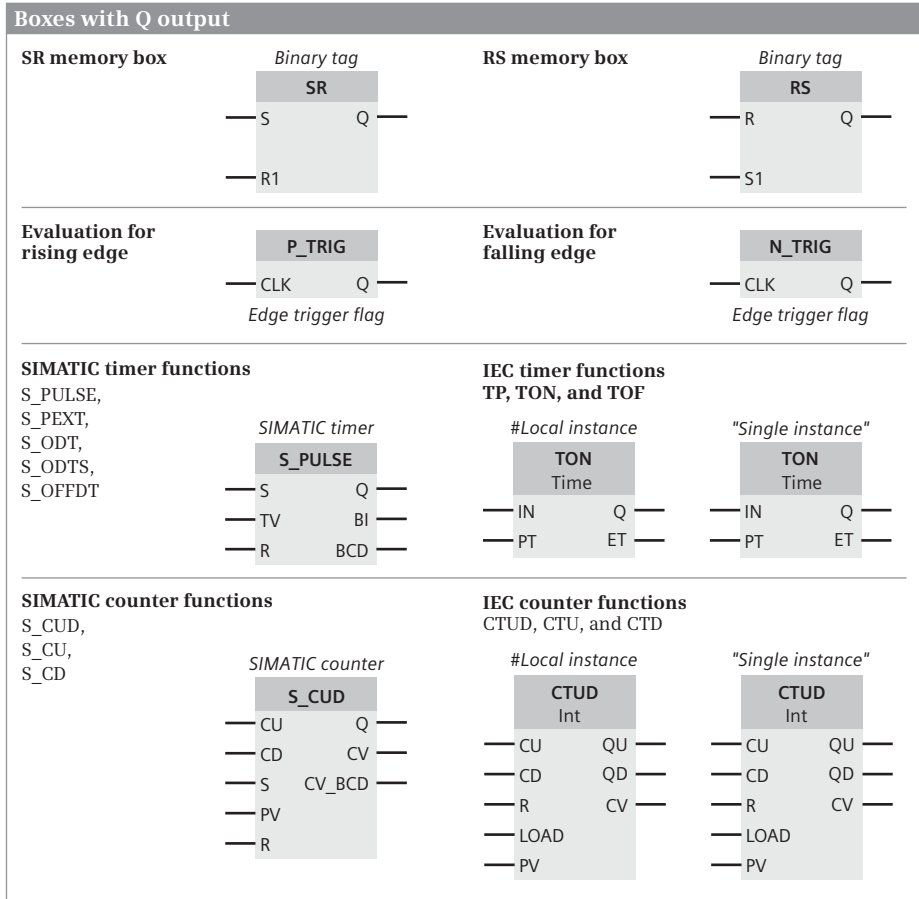 Boxes with Q output
SR memory box
Binary tag
SR
S Q
R1
RS memory box
Binary tag
RS
R Q
S1
Evaluation for
rising edge
P_TRIG
CLK Q
Edge trigger flag
Evaluation for
falling edge
N_TRIG
CLK Q
Edge trigger flag
SIMATIC timer functions
S_PULSE,
S_PEXT,
S_ODT,
S_ODTS,
S_OFFDT
SIMATIC timer
S_PULSE
S Q
TV BI
R BCD
IEC timer functions
TP, TON, and TOF
#Local instance
TON
Time
IN Q
PT ET
"Single instance"
TON
Time
IN Q
PT ET
SIMATIC counter functions
S_CUD,
S_CU,
S_CD
SIMATIC counter
S_CUD
CU Q
CD CV
S CV_BCD
PV
R
IEC counter functions
CTUD, CTU, and CTD
#Local instance
CTUD
Int
CU QU
CD QD
R CV
LOAD
PV
"Single instance"
CTUD
Int
CU QU
CD QD
R CV
LOAD
PV